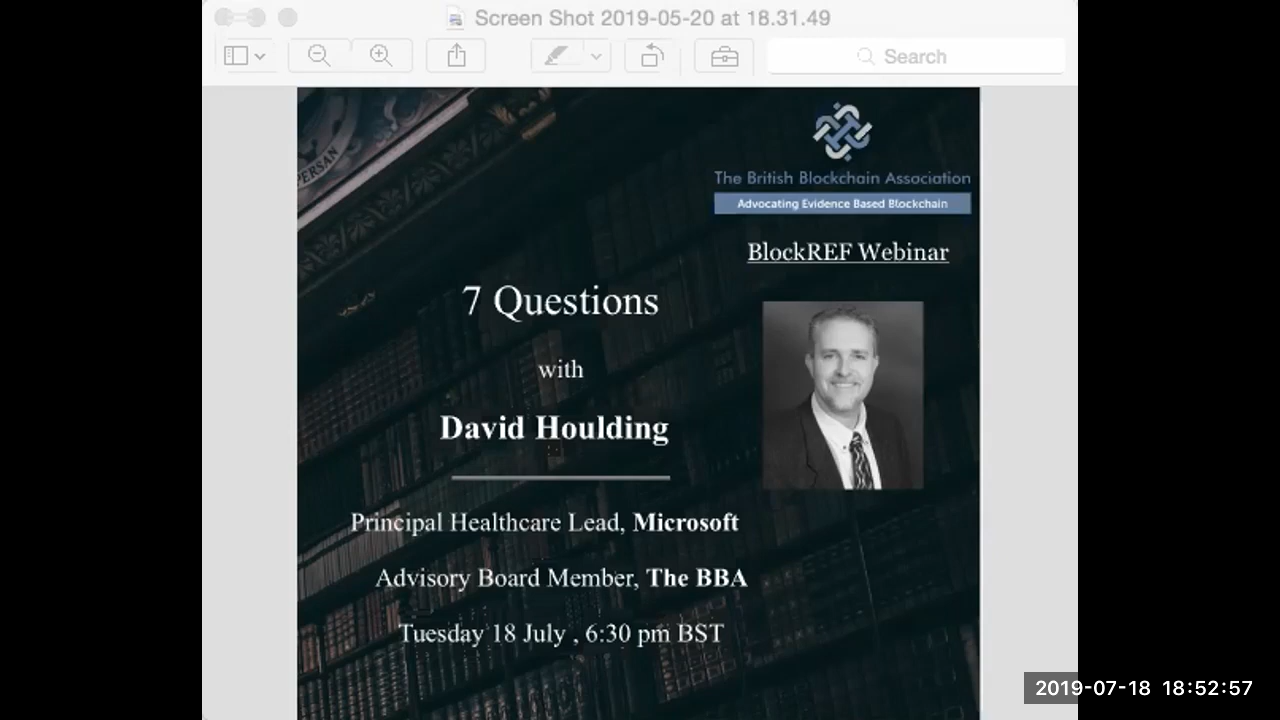 Screen Shot 2019-05-20 at 18.31.49
Search
PERSAN
The British Blockchain Association
Advocating Evidence Based Blockchain
BlockREF Webinar
7 Questions
with
David Houlding
Principal Healthcare Lead, Microsoft
Advisory Board Member, The BBA
Tuesday 18 July , 6:30 pm BST
2019-07-18 18:52:57